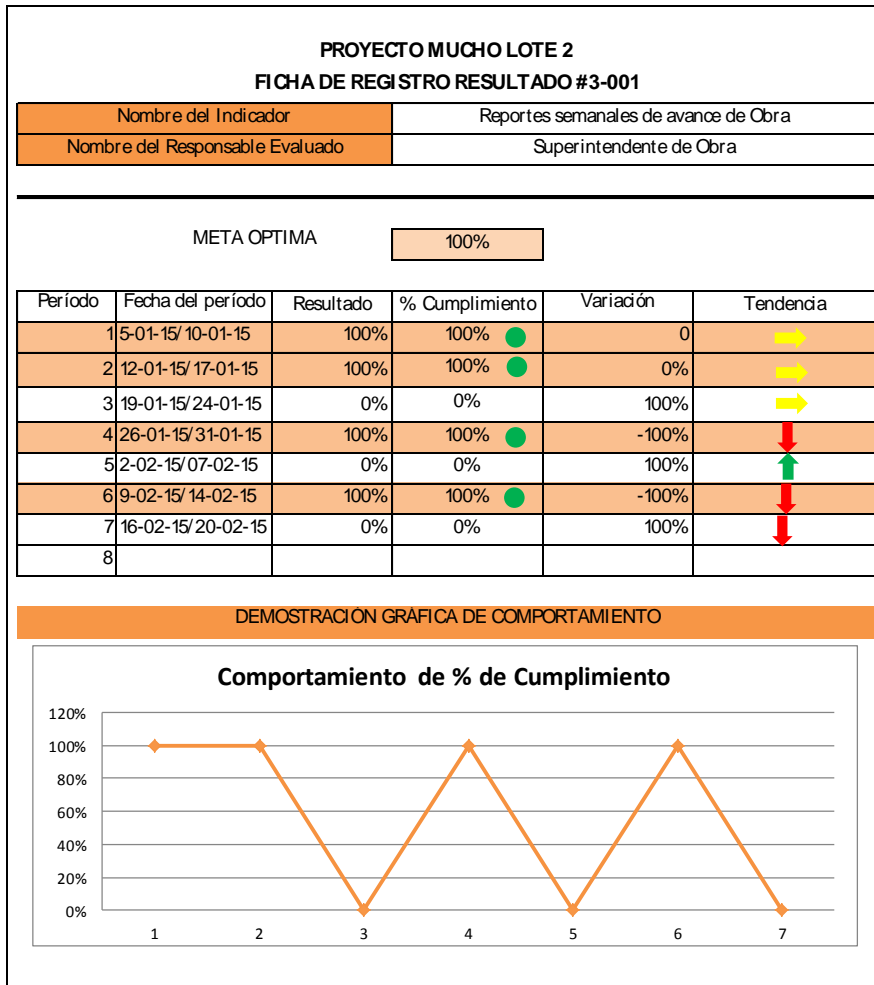 PROYECTO MUCHO LOTE 2
FICHA DE REGISTRO RESULTADO #3-001
Nombre del Indicador Reportes semanales de avance de Obra
Nombre del Responsable Evaluado Superintendente de Obra
META OPTIMA 100%
Período Fecha del período Resultado % Cumplimiento Variación Tendencia
1 5-01-15/10-01-15 100% 100% 0
2 12-01-15/17-01-15 100% 100% 0%
3 19-01-15/24-01-15 0% 0% 100%
4 26-01-15/31-01-15 100% 100% -100%
5 2-02-15/07-02-15 0% 0% 100%
6 9-02-15/14-02-15 100% 100% -100%
7 16-02-15/20-02-15 0% 0% 100%
8
DEMOSTRACIÓN GRÁFICA DE COMPORTAMIENTO
Comportamiento de % de Cumplimiento
120%
100%
80%
60%
40%
20%
0%
1 2 3 4 5 6 7